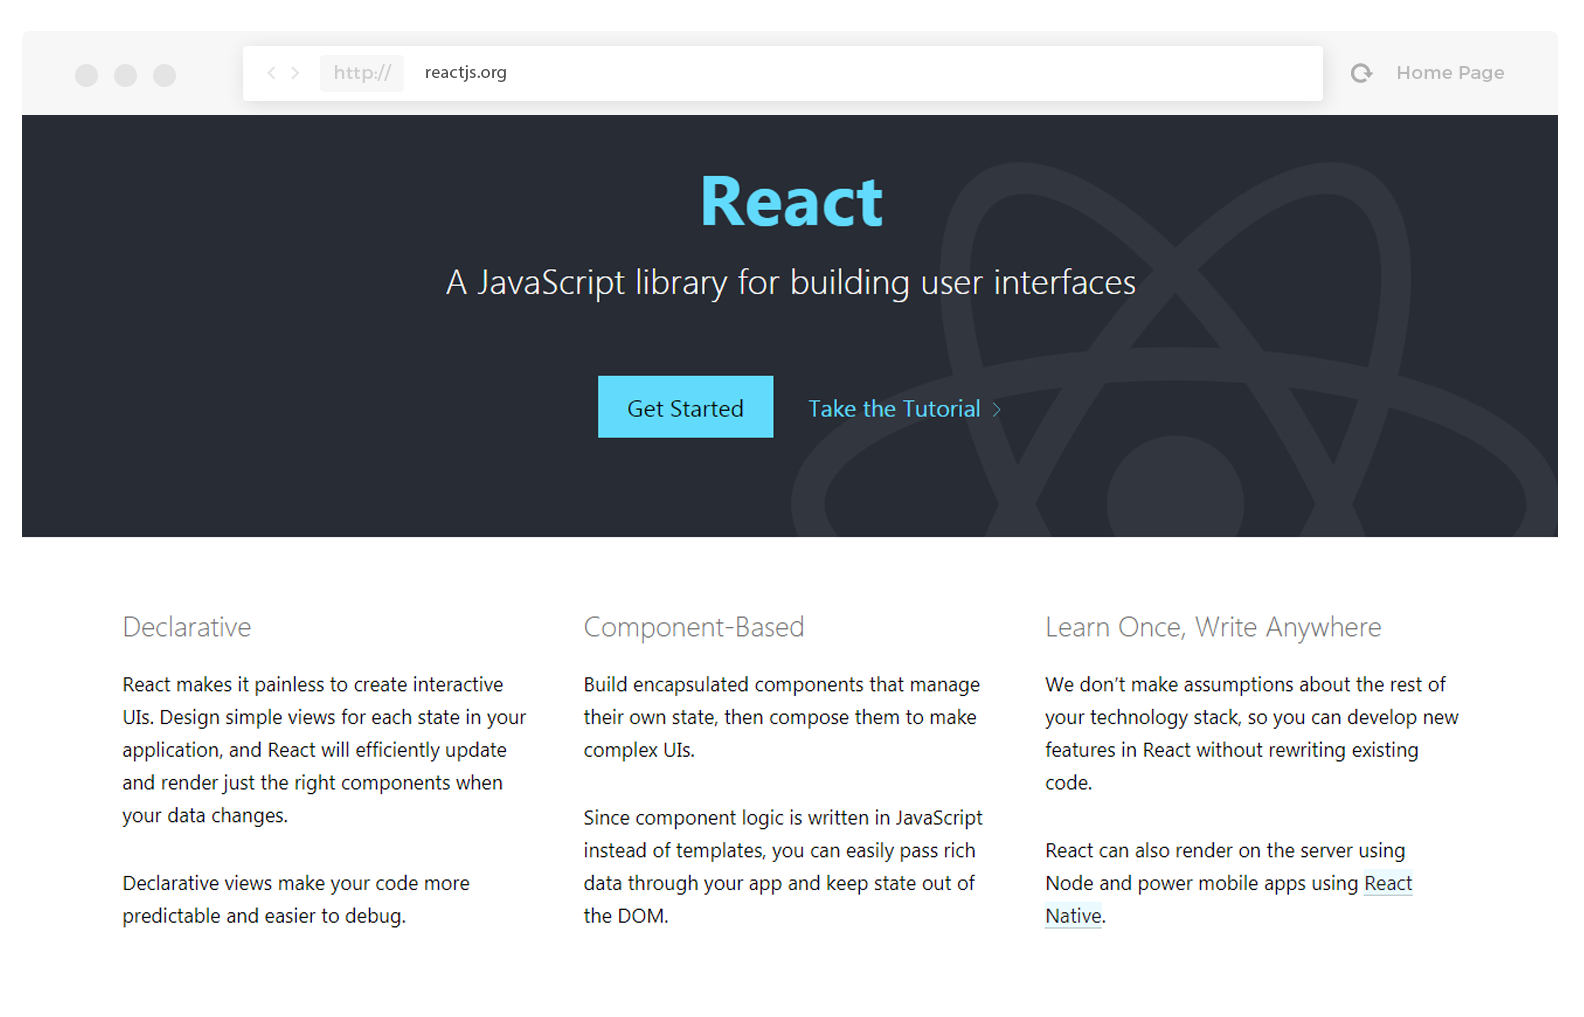 http:// reactjs.org Home Page
React
A JavaScript library for building user interfaces
Get Started Take the Tutorial
Declarative
React makes it painless to create interactive
UIs. Design simple views for each state in your
application, and React will efficiently update
and render just the right components when
your data changes.
Declarative views make your code more
predictable and easier to debug.
Component-Based
Build encapsulated components that manage
their own state, then compose them to make
complex UIs.
Since component logic is written in JavaScript
instead of templates, you can easily pass rich
data through your app and keep state out of
the DOM.
Learn Once, Write Anywhere
We don’t make assumptions about the rest of
your technology stack, so you can develop new
features in React without rewriting existing
code.
React can also render on the server using
Node and power mobile apps using React
Native.